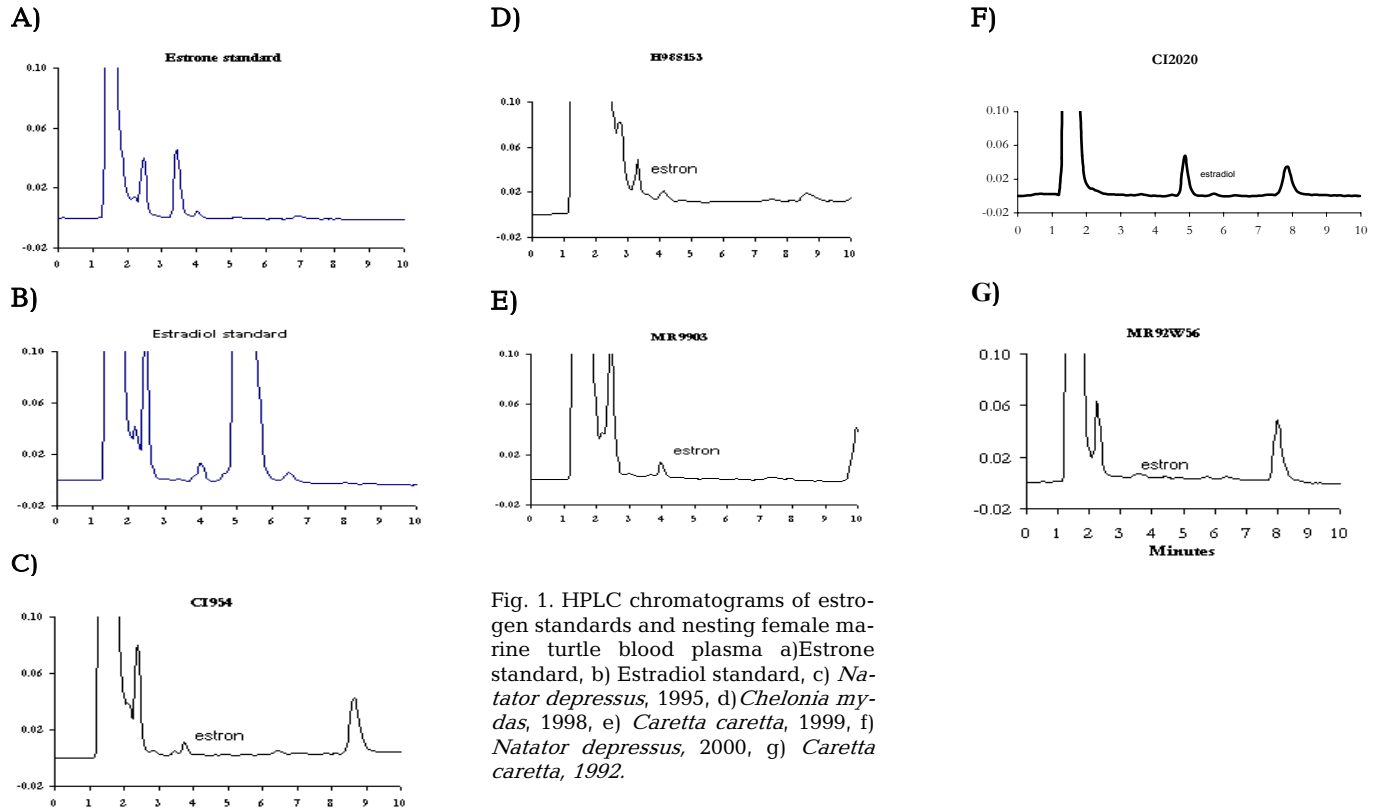 A)
Estrone standard
0.10
0.06
0.02
-0.02
0 1 2 3 4 5 6 7 8 9 10
B)
Estradiol standard
0.10
0.06
0.02
-0.02
0 1 2 3 4 5 6 7 8 9 10
C)
CI954
0.10
0.06
0.02
-0.02
estron
0 1 2 3 4 5 6 7 8 9 10
D)
H98S153
0.10
0.06
0.02
-0.02
estron
0 1 2 3 4 5 6 7 8 9 10
E)
MR9903
0.10
0.06
0.02
-0.02
estron
0 1 2 3 4 5 6 7 8 9 10
Fig. 1. HPLC chromatograms of estro-
gen standards and nesting female ma-
rine turtle blood plasma a)Estrone
standard, b) Estradiol standard, c) Na-
tator depressus, 1995, d)Chelonia my-
das, 1998, e) Caretta caretta, 1999, f)
Natator depressus, 2000, g) Caretta
caretta, 1992.
F)
CI2020
0.10
0.06
0.02
-0.02
estradiol
0 1 2 3 4 5 6 7 8 9 10
G)
MR92W56
0.10
0.06
0.02
-0.02
estron
0 1 2 3 4 5 6 7 8 9 10
Minutes